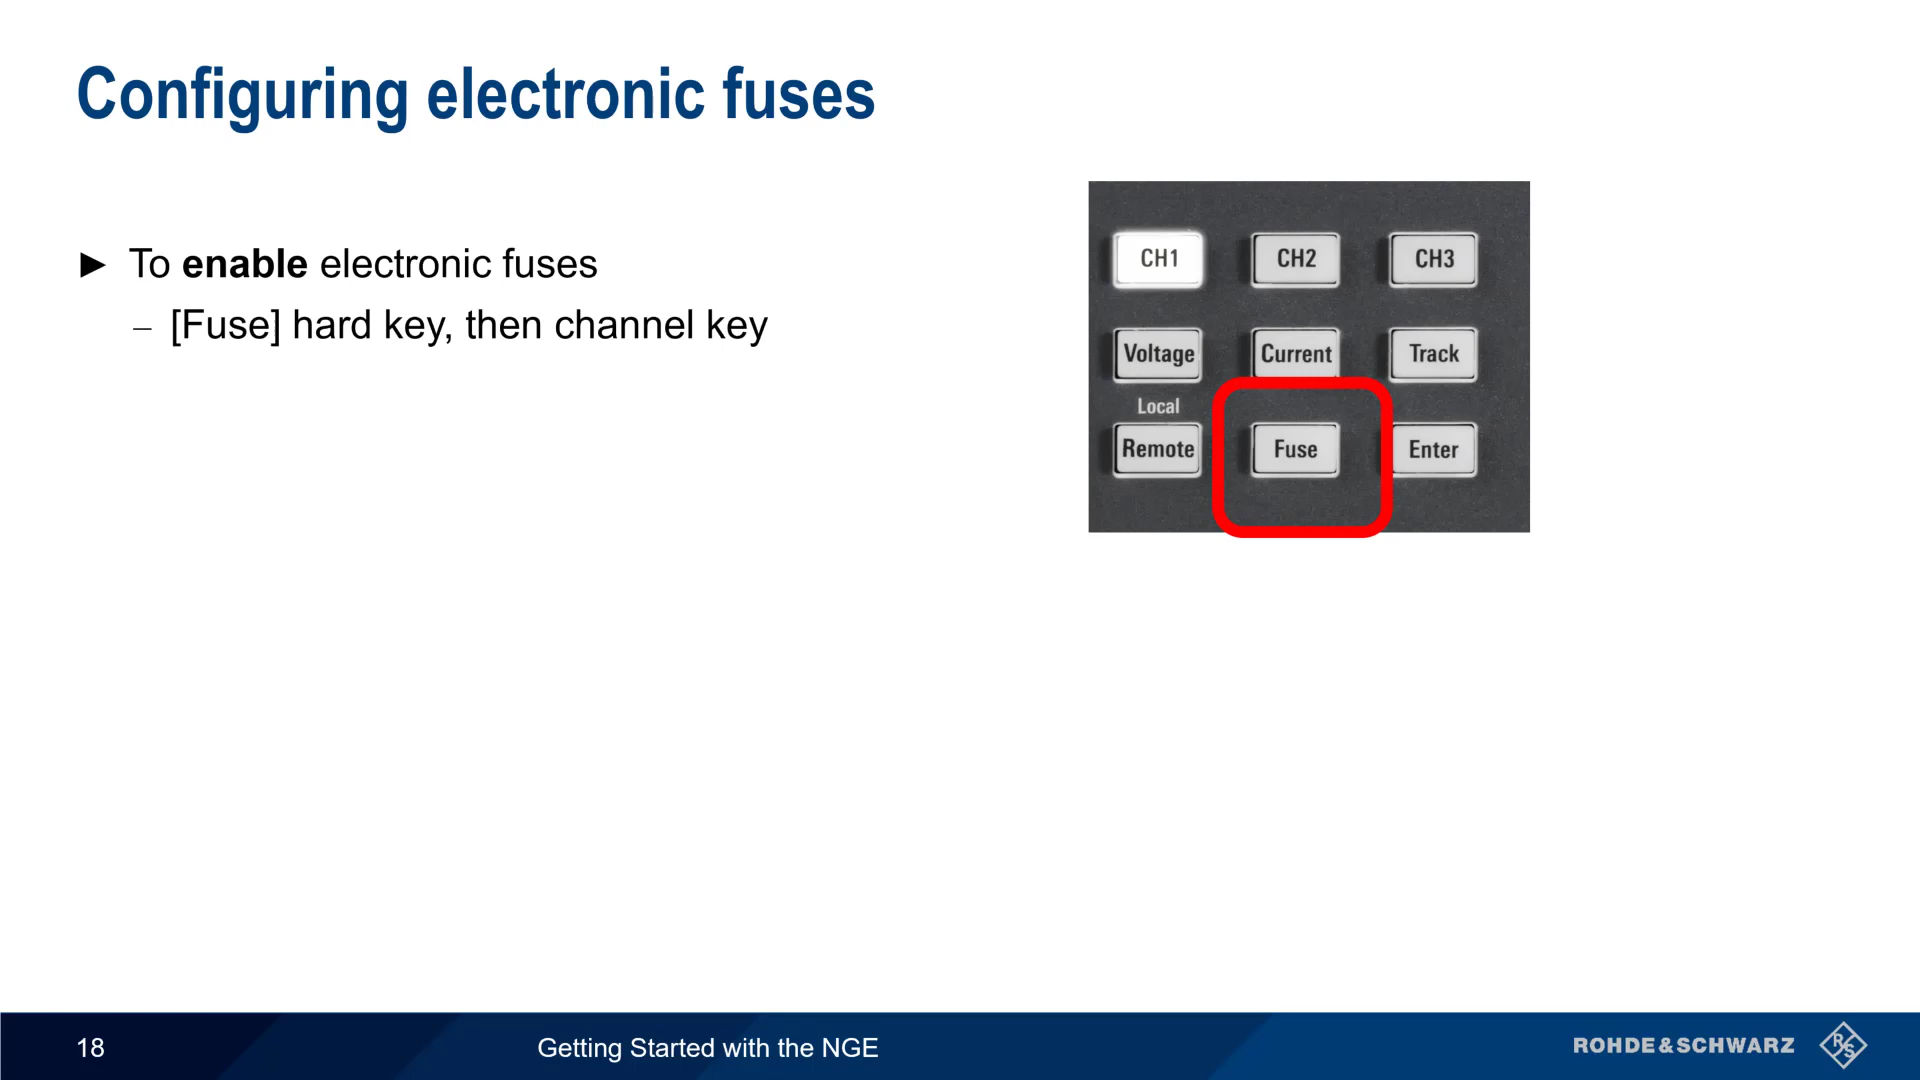 Configuring electronic fuses
► To enable electronic fuses
– [Fuse] hard key, then channel key
CH1 CH2 CH3
Voltage Current Track
Local
Remote Fuse Enter
18 Getting Started with the NGE ROHDE&SCHWARZ R S